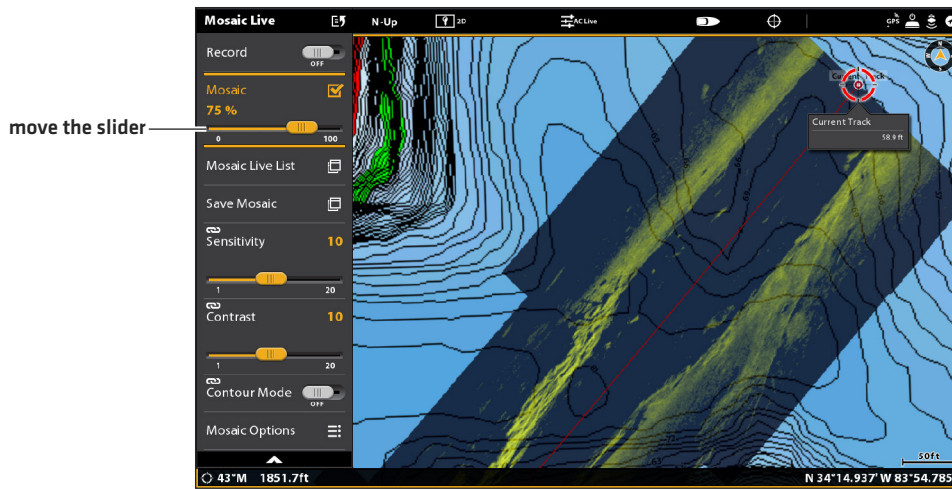 Mosaic Live
N-Up
2D
AC Live
GPS
Record
OFF
Mosaic
75 %
move the slider
0 100
Mosaic Live List
Save Mosaic
Sensitivity 10
1 20
Contrast 10
1 20
Contour Mode
OFF
Mosaic Options
Current Track
58.9 ft
50ft
43°M 1851.7ft
N 34°14.937' W 83°54.785